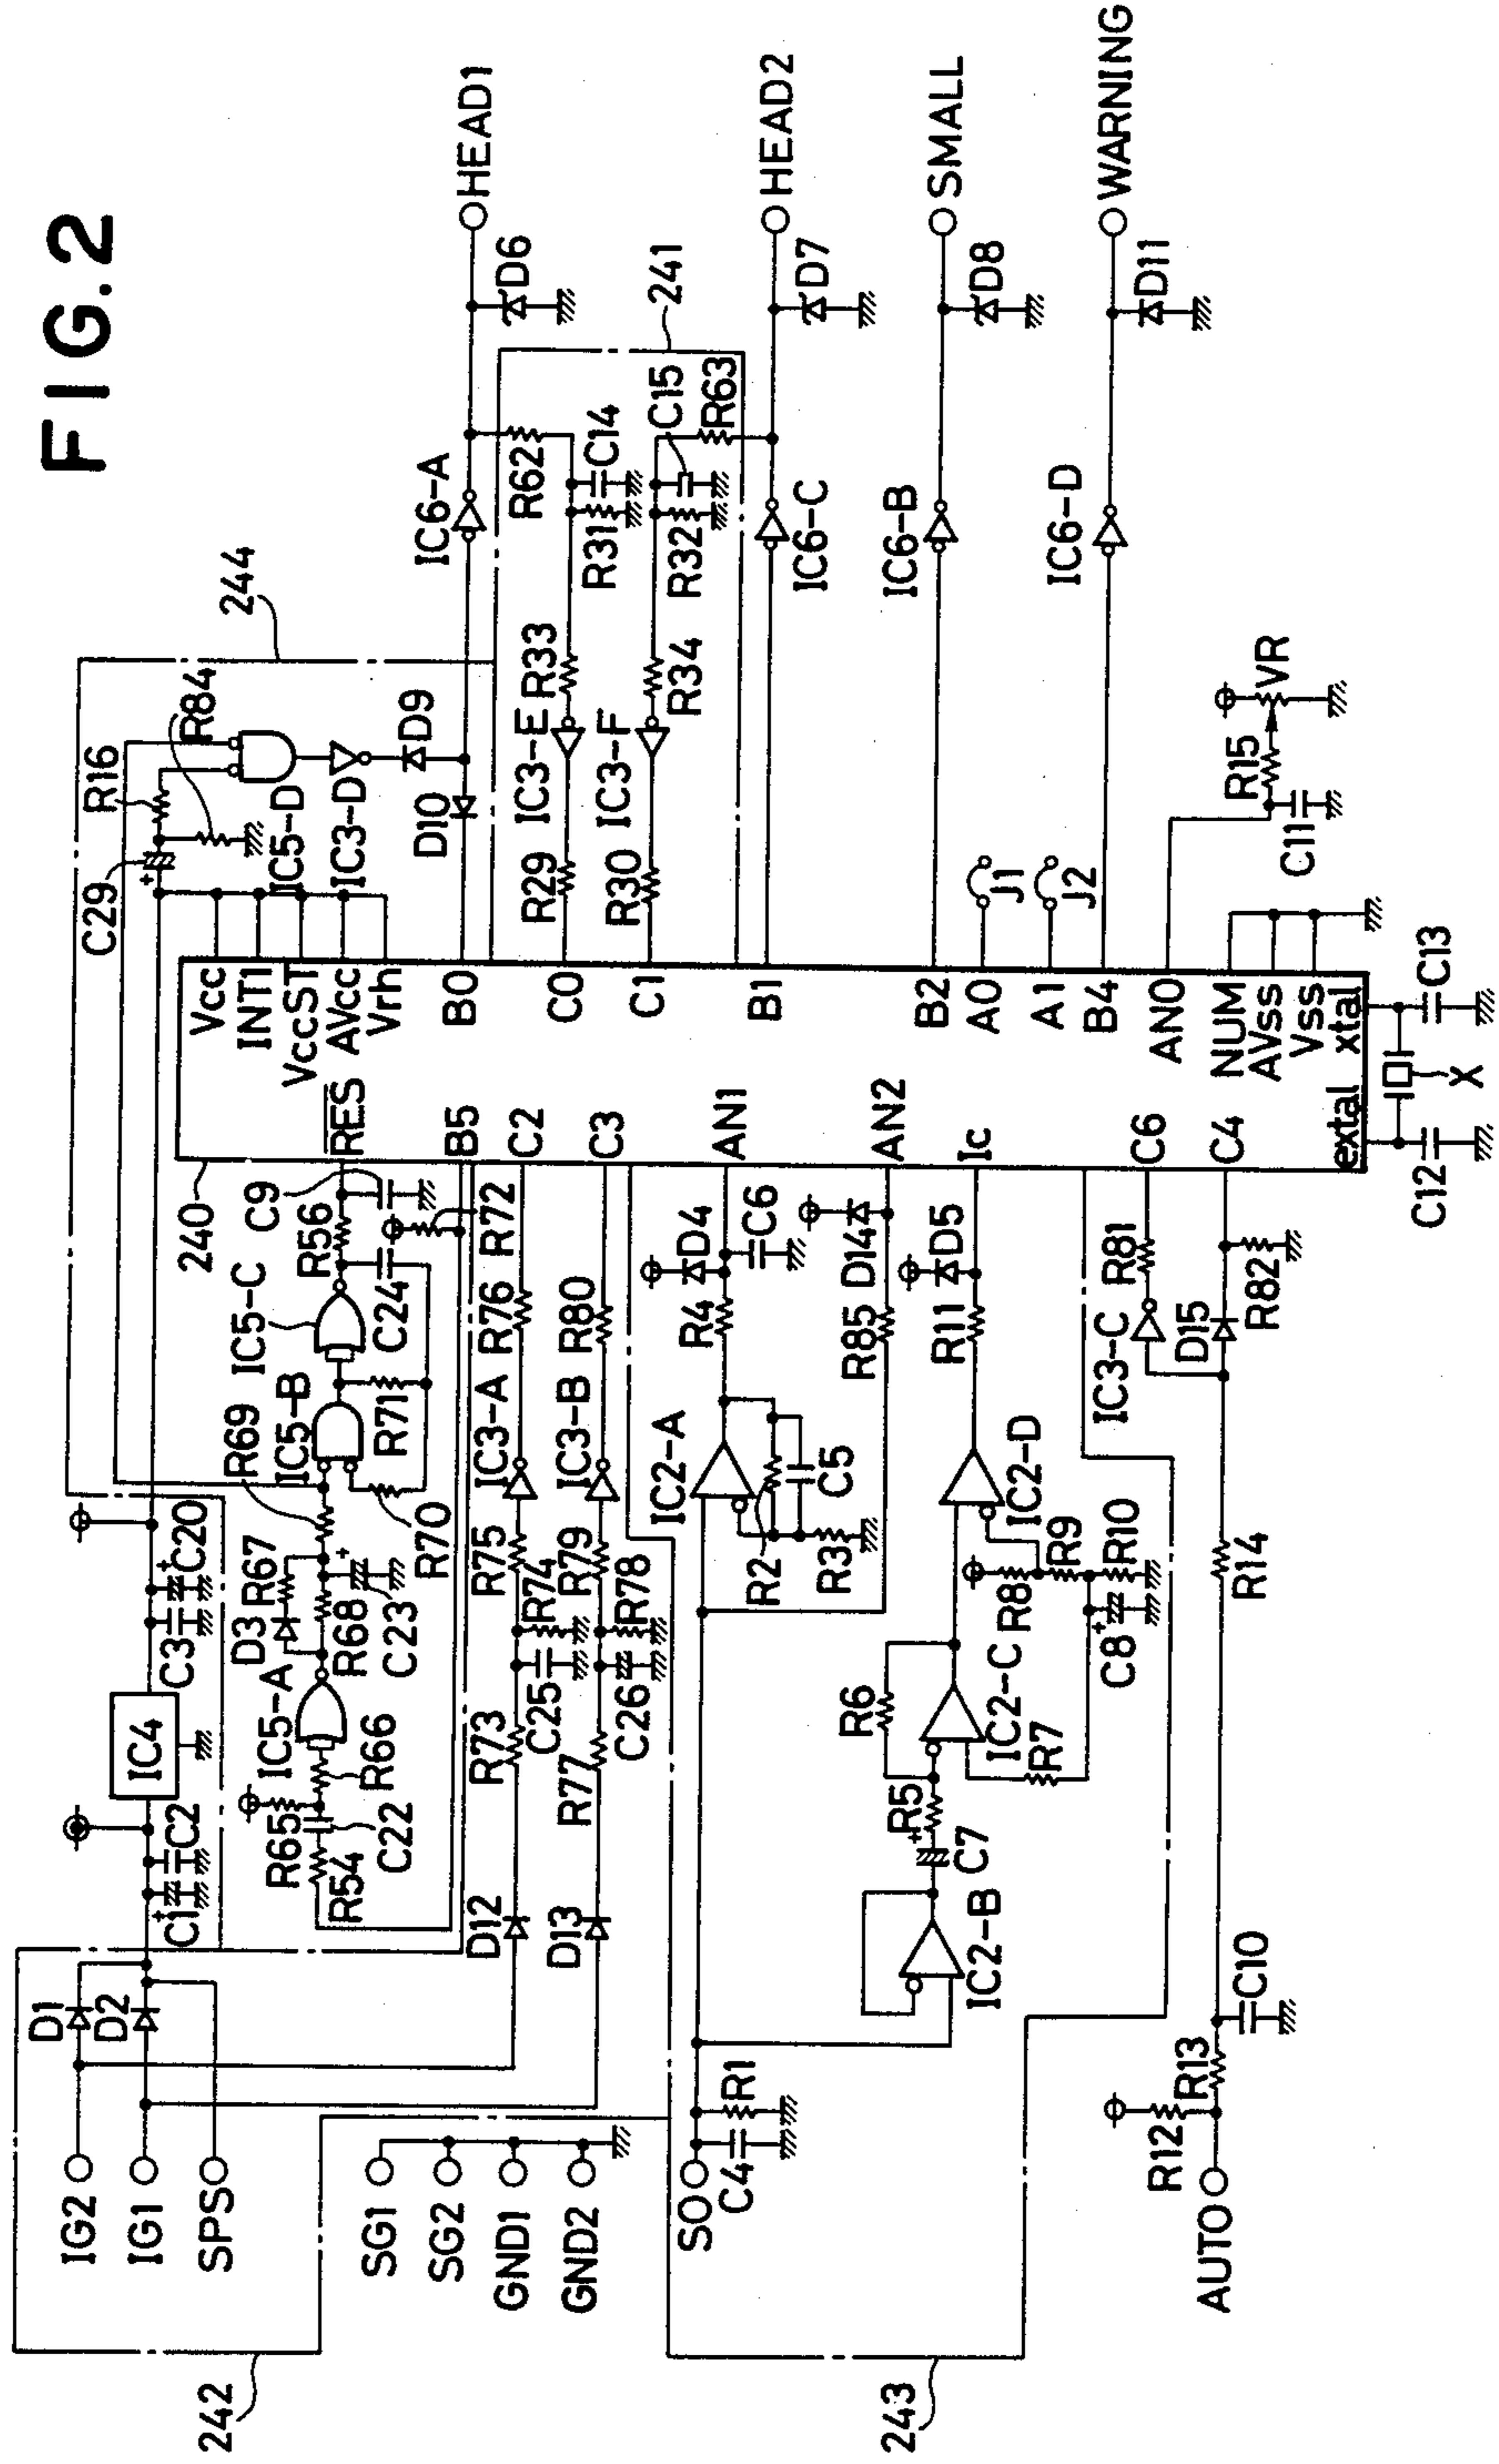 FIG.2
244
HEAD1
IC6-A
D6
R16
R84
C29
IC5-D
IC3-D
D9
D10
R62
241
C14
R31
R33
IC3-E
R29
C15
R63
R32
R34
IC3-F
R30
HEAD2
D7
IC6-C
SMALL
D8
IC6-B
WARNING
D11
IC6-D
J1
J2
VR
R15
C11
240
Vcc
INT1
VccST
AVcc
Vrh
B0
C0
C1
B1
B2
A0
A1
B4
AN0
NUM
AVss
Vss
xtal
extal
RES
B5
C2
C3
AN1
AN2
Ic
C6
C4
C13
X
C12
IG2
IG1
SPS
D1
D2
C1
C2
IC4
C3
C20
R65
R54
C22
R66
IC5-A
D3
R67
R68
C23
R69
IC5-B
R70
R71
IC5-C
C24
R56
C9
R72
D12
R73
C25
R74
R75
IC3-A
R76
D13
R77
C26
R78
R79
IC3-B
R80
SG1
SG2
GND1
GND2
242
SO
C4
R1
IC2-A
R2
C5
R3
R4
D4
C6
R85
D14
IC2-B
C7
R5
R6
IC2-C
R7
R8
R9
R10
C8
IC2-D
R11
D5
243
AUTO
R12
R13
C10
R14
IC3-C
R81
D15
R82